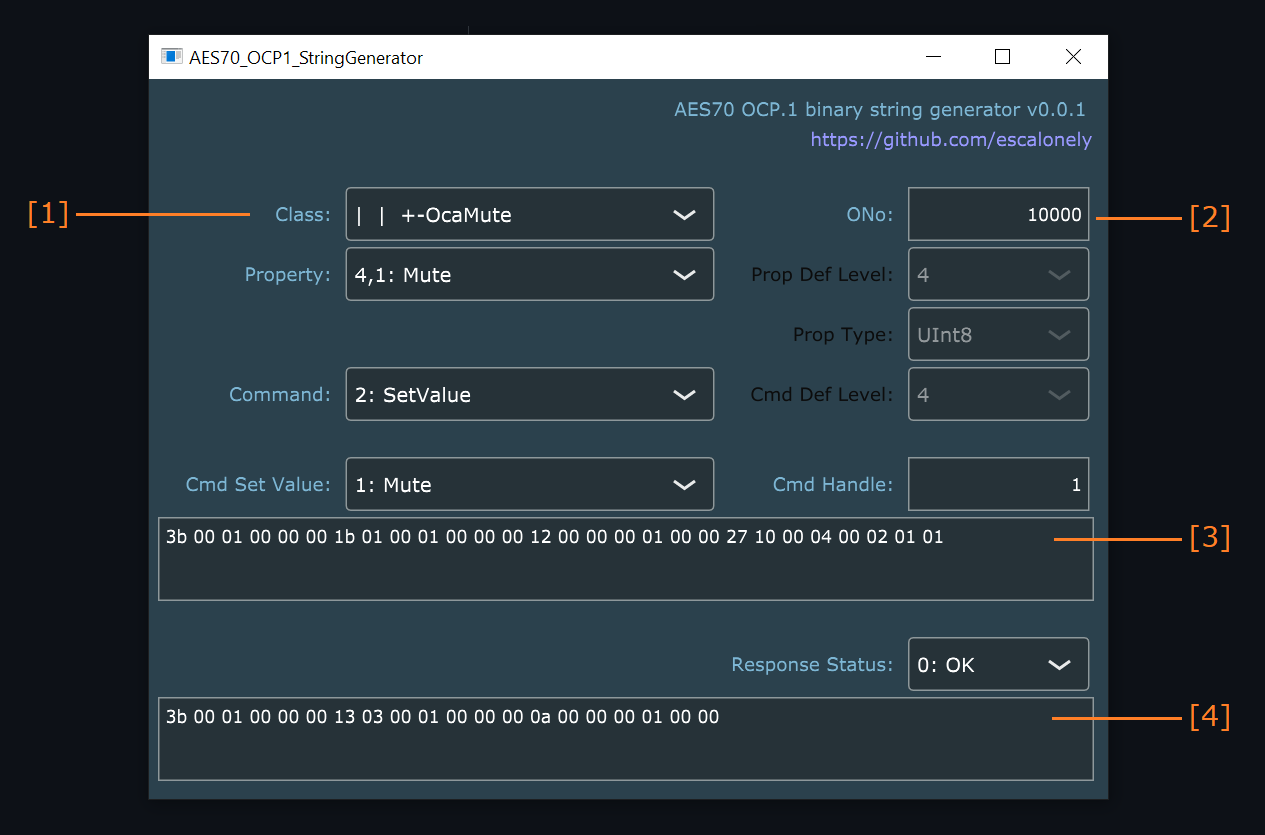 AES70_OCP1_StringGenerator
AES70 OCP.1 binary string generator v0.0.1
https://github.com/escalonely
[1] Class: | | +-OcaMute ONo: 10000 [2]
Property: 4,1: Mute Prop Def Level: 4
Prop Type: UInt8
Command: 2: SetValue Cmd Def Level: 4
Cmd Set Value: 1: Mute Cmd Handle: 1
3b 00 01 00 00 00 1b 01 00 01 00 00 00 12 00 00 00 01 00 00 27 10 00 04 00 02 01 01 [3]
Response Status: 0: OK
3b 00 01 00 00 00 13 03 00 01 00 00 00 0a 00 00 00 01 00 00 [4]